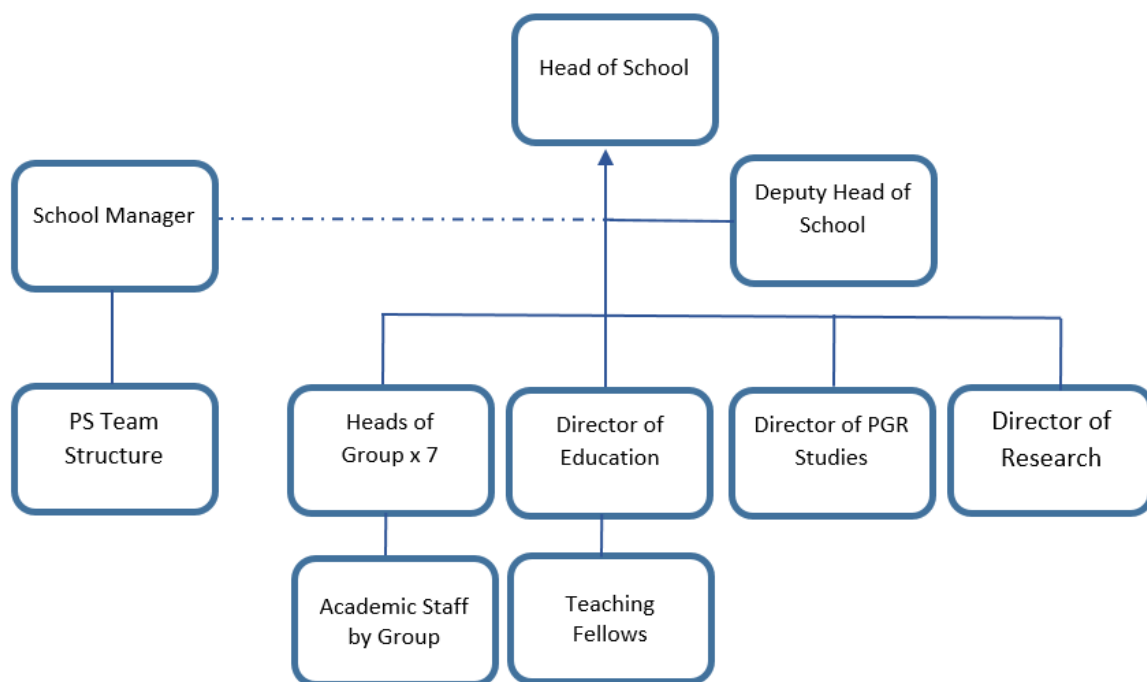 Head of School
School Manager
Deputy Head of
School
PS Team
Structure
Heads of
Group x 7
Director of
Education
Director of PGR
Studies
Director of
Research
Academic Staff
by Group
Teaching
Fellows